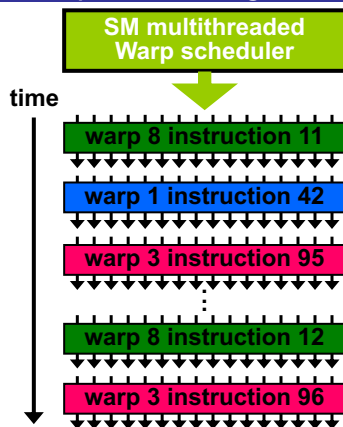 SM multithreaded
Warp scheduler
time
warp 8 instruction 11
warp 1 instruction 42
warp 3 instruction 95
warp 8 instruction 12
warp 3 instruction 96